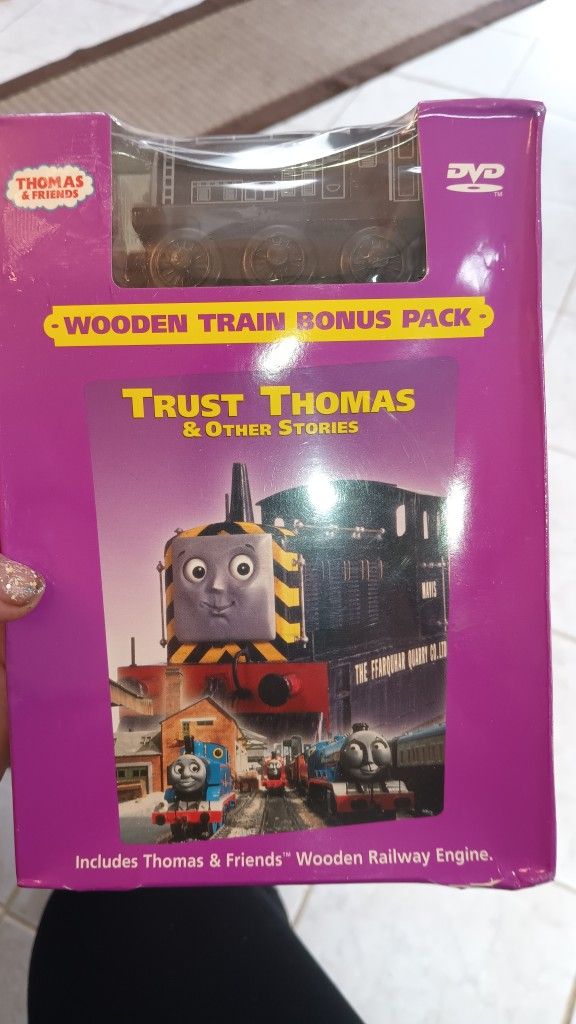 THOMAS
& FRIENDS
DVD
TM
WOODEN TRAIN BONUS PACK
TRUST THOMAS
& OTHER STORIES
MAVIS
THE FFARQUHAR QUARRY CO. LTD
Includes Thomas & Friends™ Wooden Railway Engine.